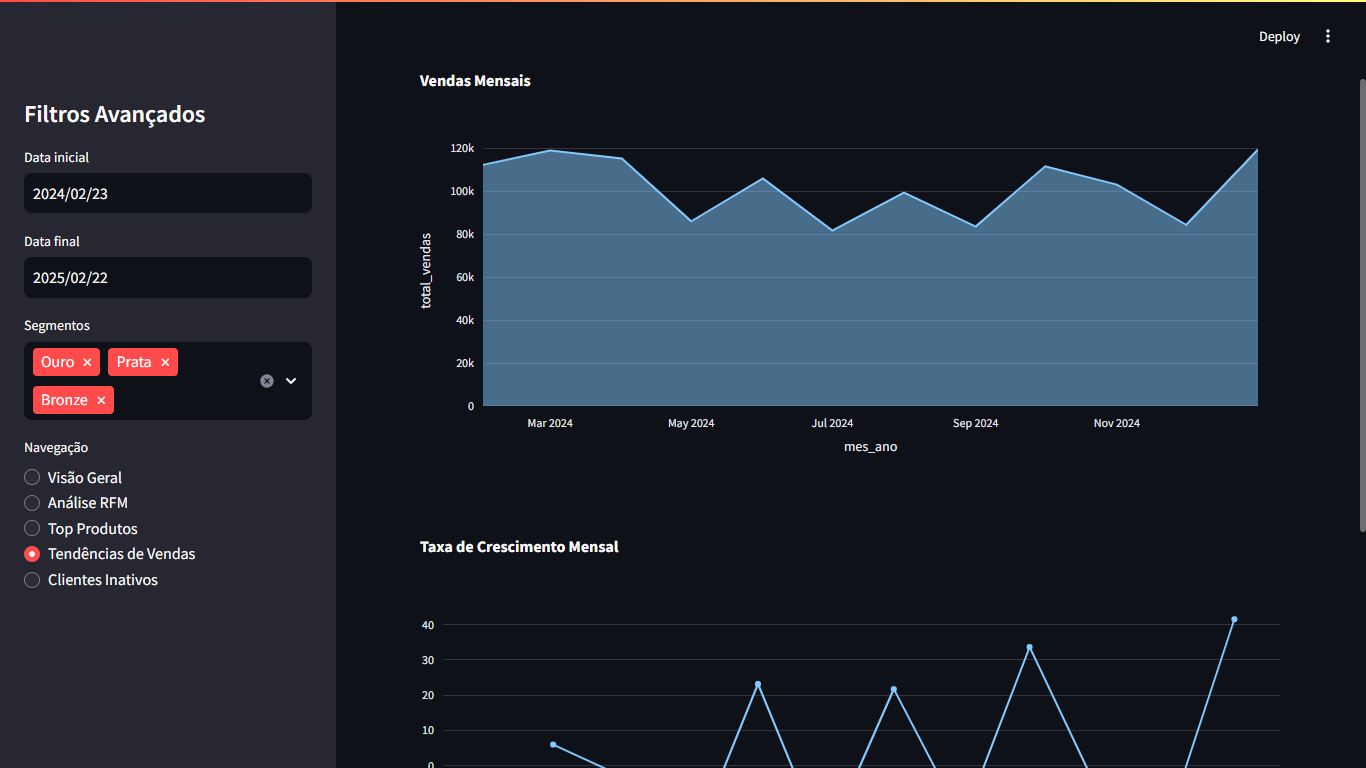 Deploy
Filtros Avançados
Data inicial
2024/02/23
Data final
2025/02/22
Segmentos
Ouro
Prata
Bronze
Navegação
Visão Geral
Análise RFM
Top Produtos
Tendências de Vendas
Clientes Inativos
Vendas Mensais
120k
100k
80k
60k
40k
20k
0
total_vendas
Mar 2024 May 2024 Jul 2024 Sep 2024 Nov 2024
mes_ano
Taxa de Crescimento Mensal
40
30
20
10
0